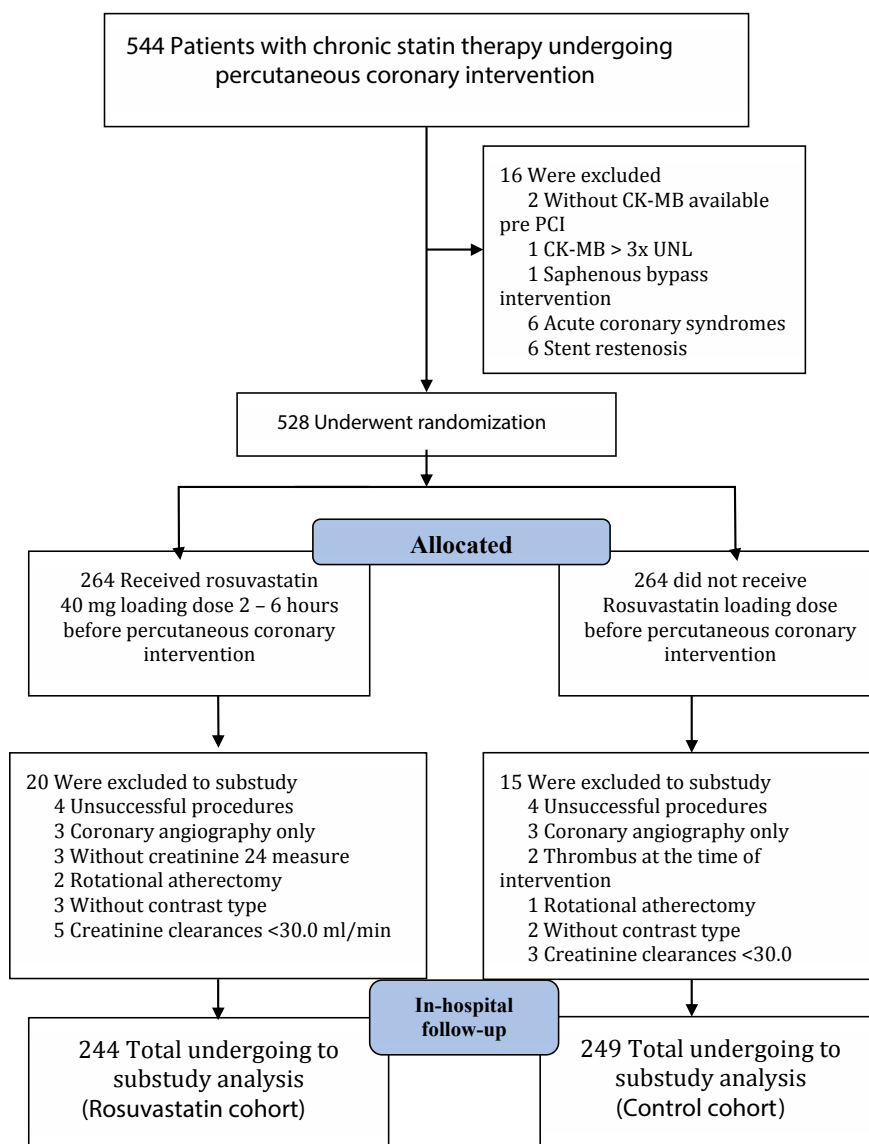 544 Patients with chronic statin therapy undergoing
percutaneous coronary intervention
16 Were excluded
2 Without CK-MB available
pre PCI
1 CK-MB > 3x UNL
1 Saphenous bypass
intervention
6 Acute coronary syndromes
6 Stent restenosis
528 Underwent randomization
Allocated
264 Received rosuvastatin
40 mg loading dose 2 – 6 hours
before percutaneous coronary
intervention
264 did not receive
Rosuvastatin loading dose
before percutaneous coronary
intervention
20 Were excluded to substudy
4 Unsuccessful procedures
3 Coronary angiography only
3 Without creatinine 24 measure
2 Rotational atherectomy
3 Without contrast type
5 Creatinine clearances <30.0 ml/min
15 Were excluded to substudy
4 Unsuccessful procedures
3 Coronary angiography only
2 Thrombus at the time of
intervention
1 Rotational atherectomy
2 Without contrast type
3 Creatinine clearances <30.0
In-hospital
follow-up
244 Total undergoing to
substudy analysis
(Rosuvastatin cohort)
249 Total undergoing to
substudy analysis
(Control cohort)